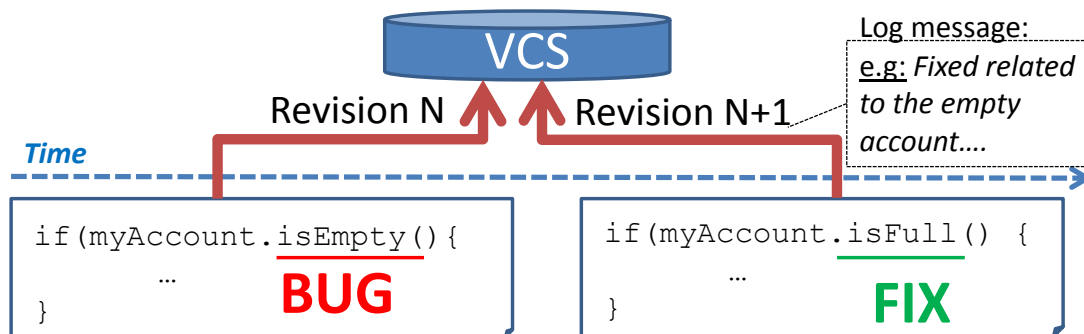 VCS
Log message:
e.g: Fixed related
to the empty
account….
Revision N
Revision N+1
Time
if(myAccount.isEmpty(){
…
BUG
}
if(myAccount.isFull() {
…
FIX
}